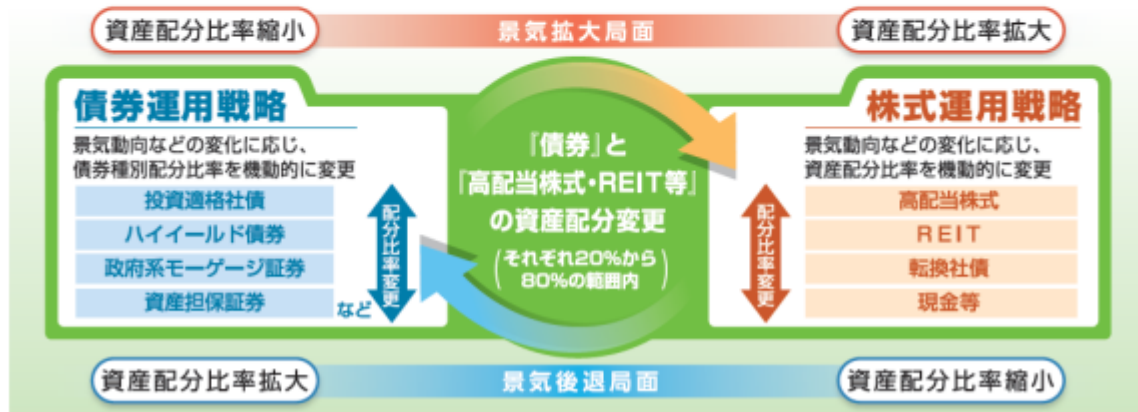 資産配分比率縮小
景気拡大局面
資産配分比率拡大
債券運用戦略
景気動向などの変化に応じ、
債券種別配分比率を機動的に変更
投資適格社債
ハイイールド債券
政府系モーゲージ証券
資産担保証券
など
配分比率変更
『債券』と
『高配当株式・REIT等』
の資産配分変更
(それぞれ20%から
80%の範囲内)
株式運用戦略
景気動向などの変化に応じ、
資産配分比率を機動的に変更
配分比率変更
高配当株式
REIT
転換社債
現金等
資産配分比率拡大
景気後退局面
資産配分比率縮小